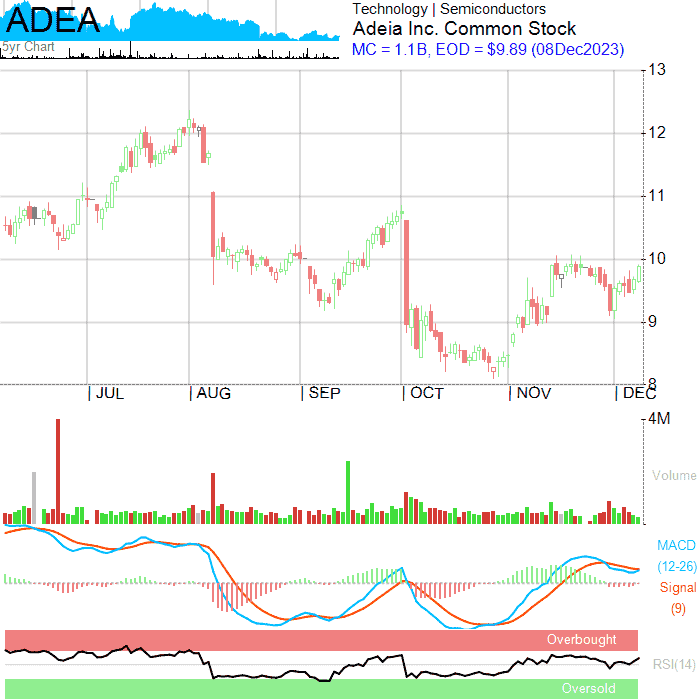 ADEA
5yr Chart
Technology | Semiconductors
Adeia Inc. Common Stock
MC = 1.1B, EOD = $9.89 (08Dec2023)
13
12
11
10
9
8
JUL
AUG
SEP
OCT
NOV
DEC
4M
Volume
MACD
(12-26)
Signal
(9)
Overbought
RSI(14)
Oversold